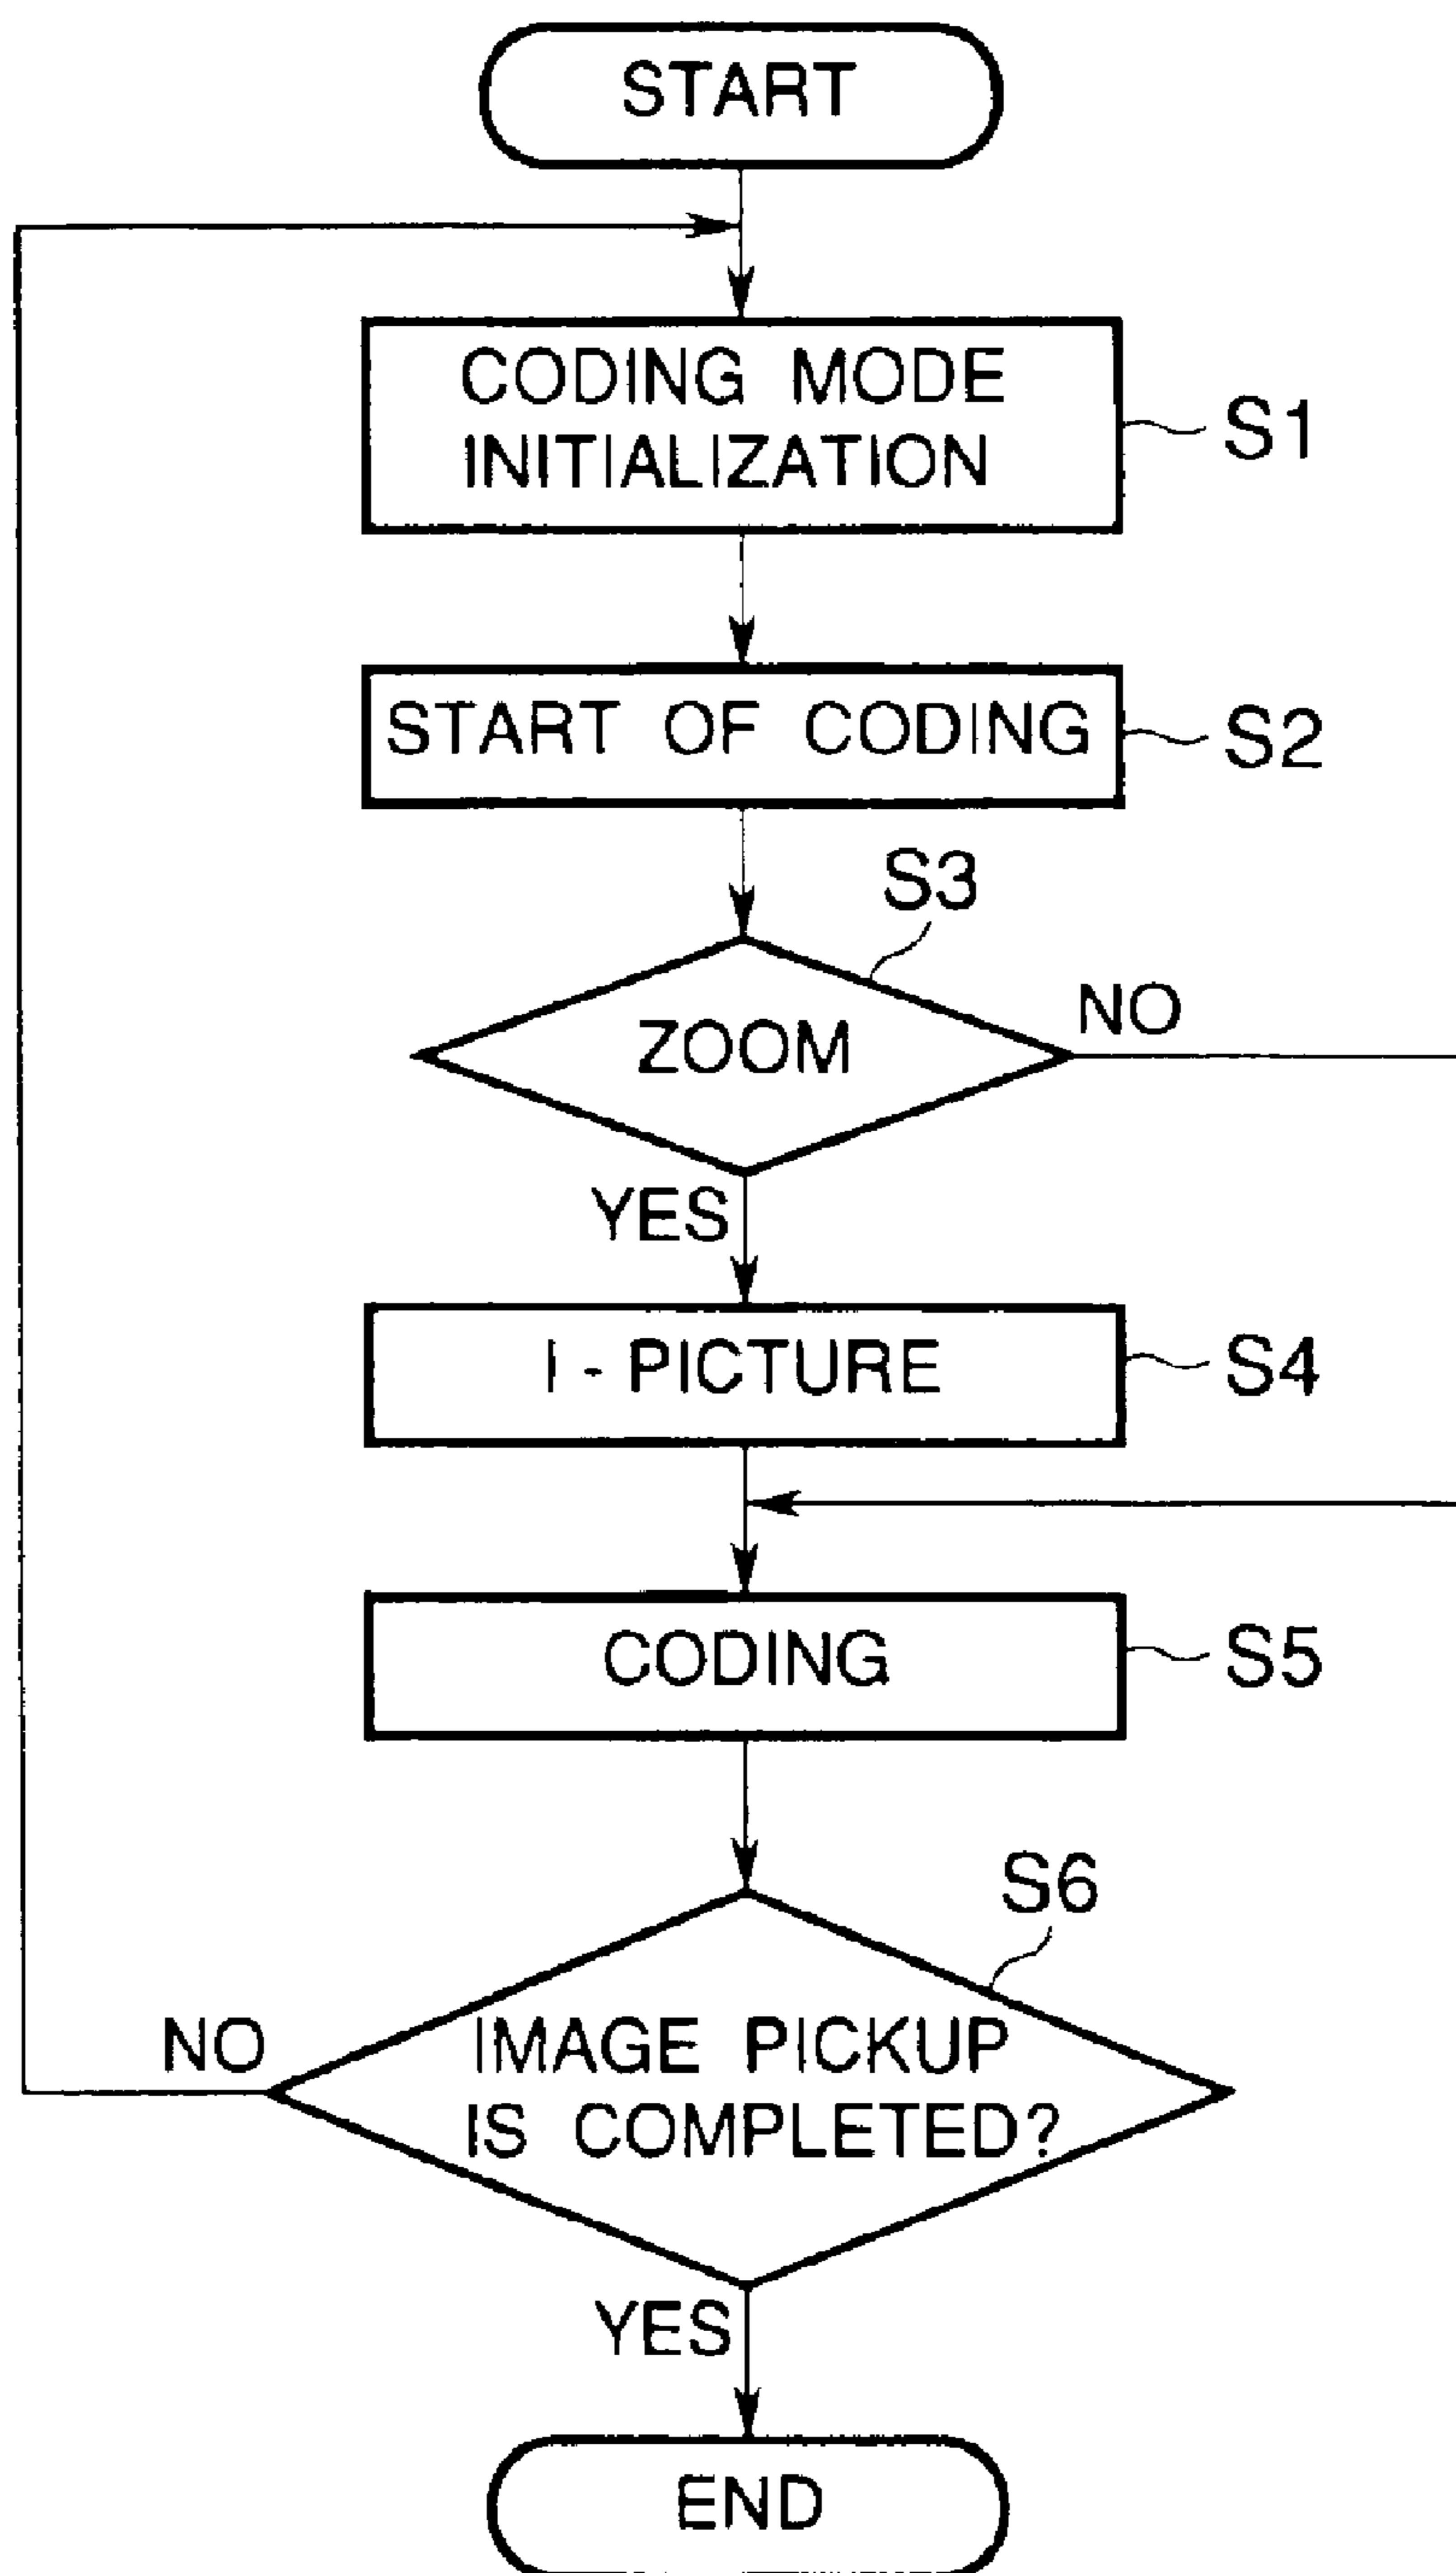 START
CODING MODE
INITIALIZATION
S1
START OF CODING
S2
S3
ZOOM
NO
YES
I - PICTURE
S4
CODING
S5
S6
NO
IMAGE PICKUP
IS COMPLETED?
YES
END